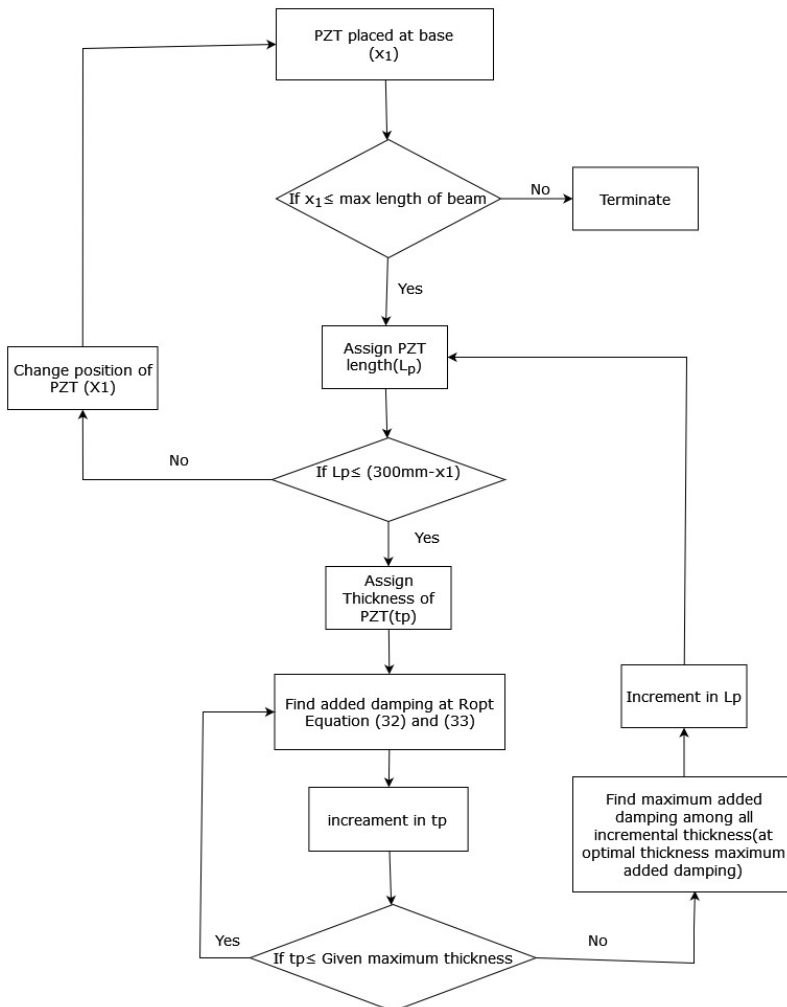 PZT placed at base
(x₁)
If x₁≤ max length of beam
No
Terminate
Yes
Assign PZT
length(Lₚ)
Change position of
PZT (X1)
No
If Lp≤ (300mm-x1)
Yes
Assign
Thickness of
PZT(tp)
Find added damping at Ropt
Equation (32) and (33)
Increment in Lp
increament in tp
Find maximum added
damping among all
incremental thickness(at
optimal thickness maximum
added damping)
Yes
If tp≤ Given maximum thickness
No